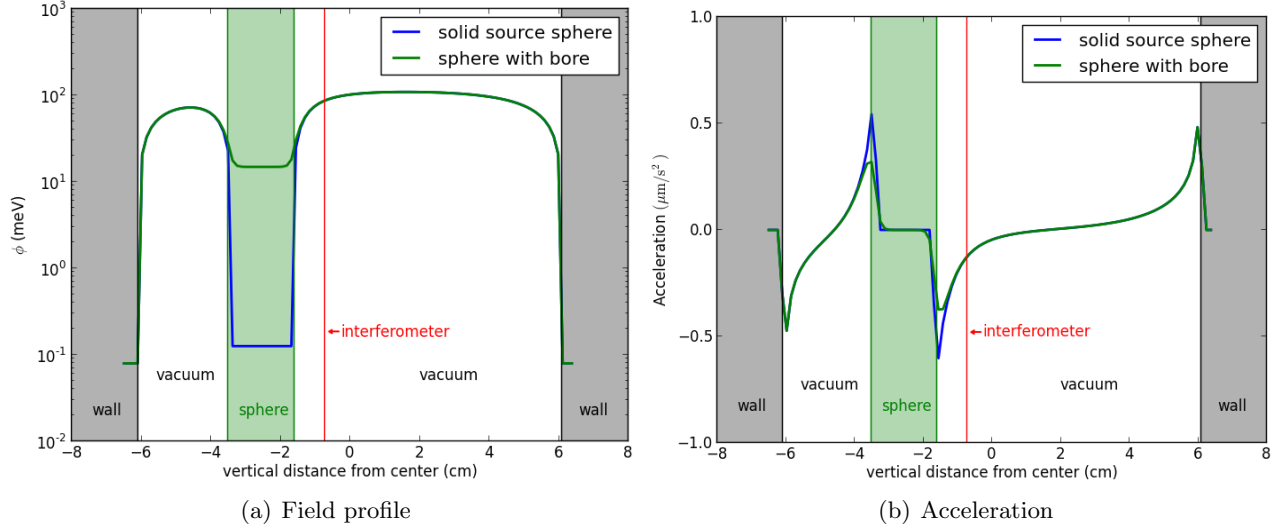 10³
10²
10¹
10⁰
10⁻¹
10⁻²
ϕ (meV)
solid source sphere
sphere with bore
interferometer
vacuum
vacuum
wall
sphere
wall
−8 −6 −4 −2 0 2 4 6 8
vertical distance from center (cm)
(a) Field profile
1.0
0.5
0.0
−0.5
−1.0
Acceleration (μm/s²)
solid source sphere
sphere with bore
interferometer
vacuum
vacuum
wall
sphere
wall
−8 −6 −4 −2 0 2 4 6 8
vertical distance from center (cm)
(b) Acceleration